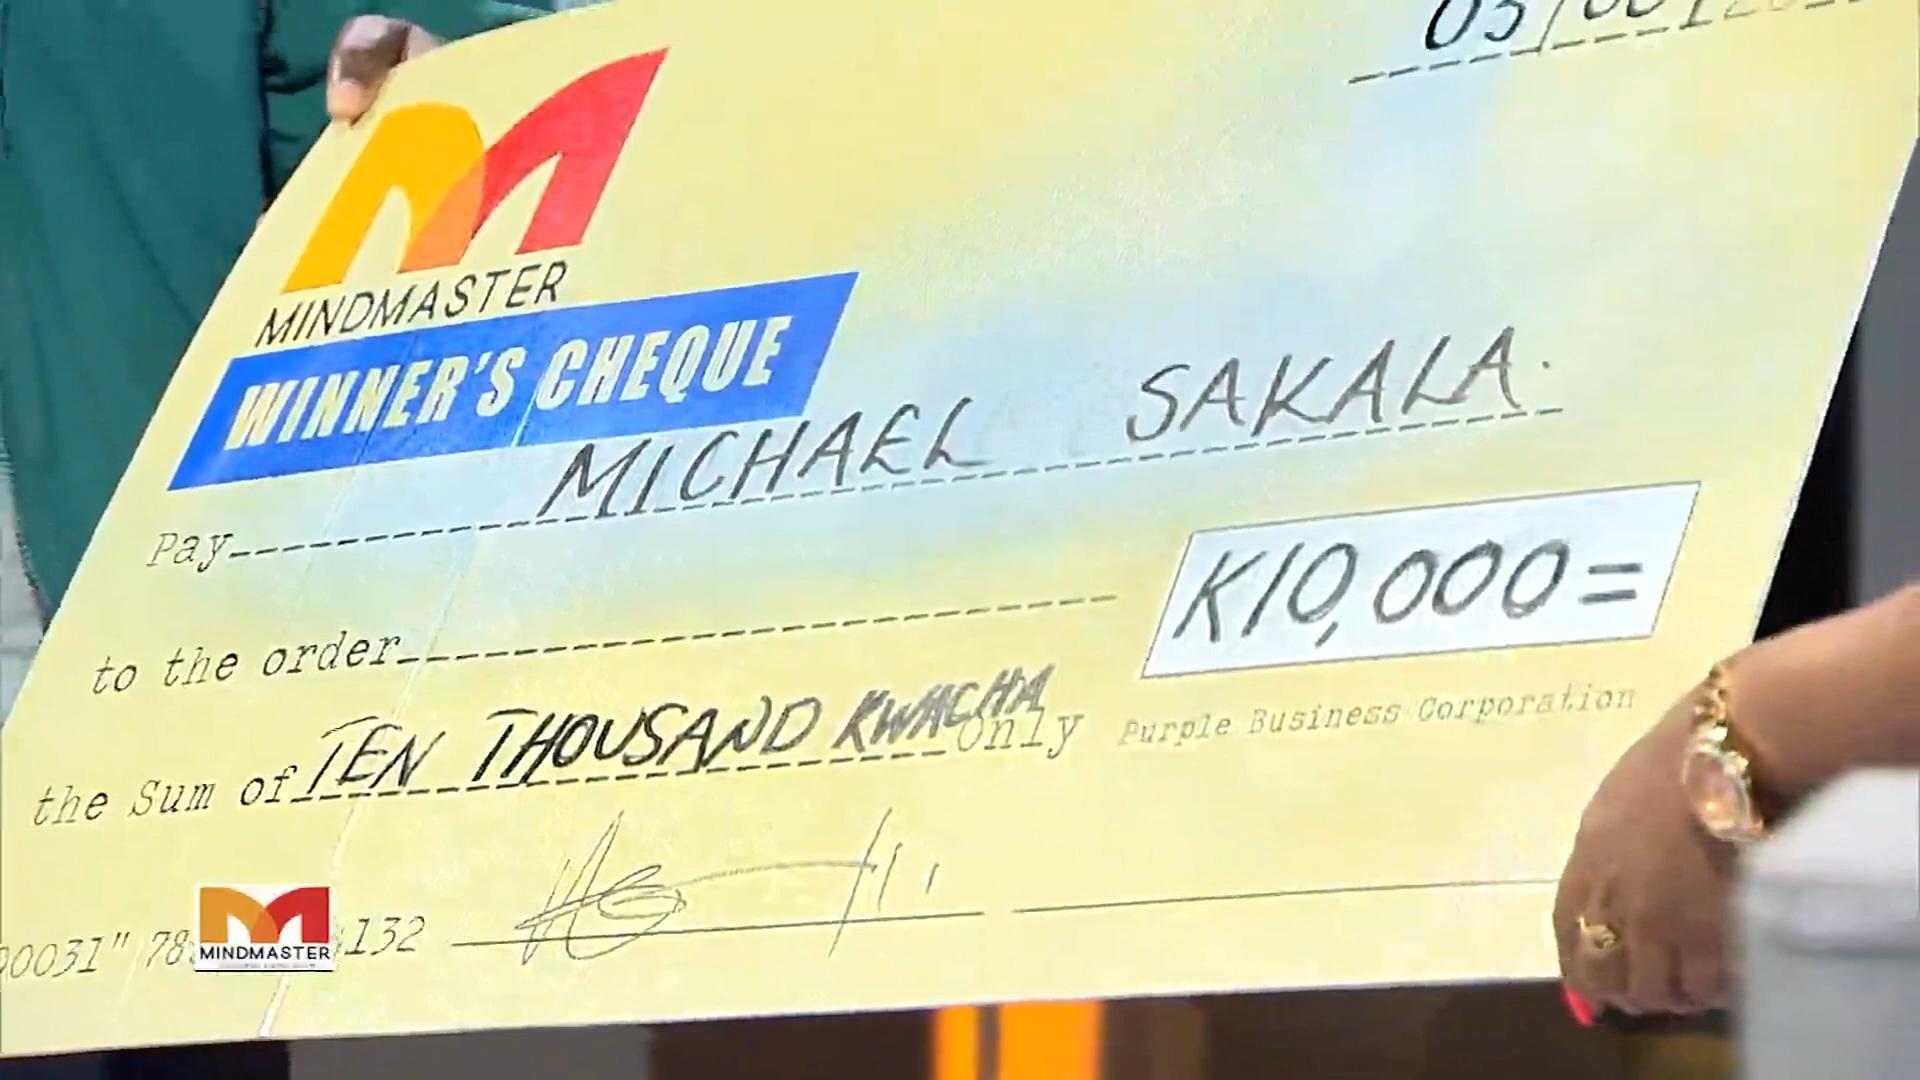 MINDMASTER
WINNER'S CHEQUE
Pay MICHAEL SAKALA.
to the order
K10,000=
the Sum of TEN THOUSAND KWACHA only
Purple Business Corporation
132
MINDMASTER